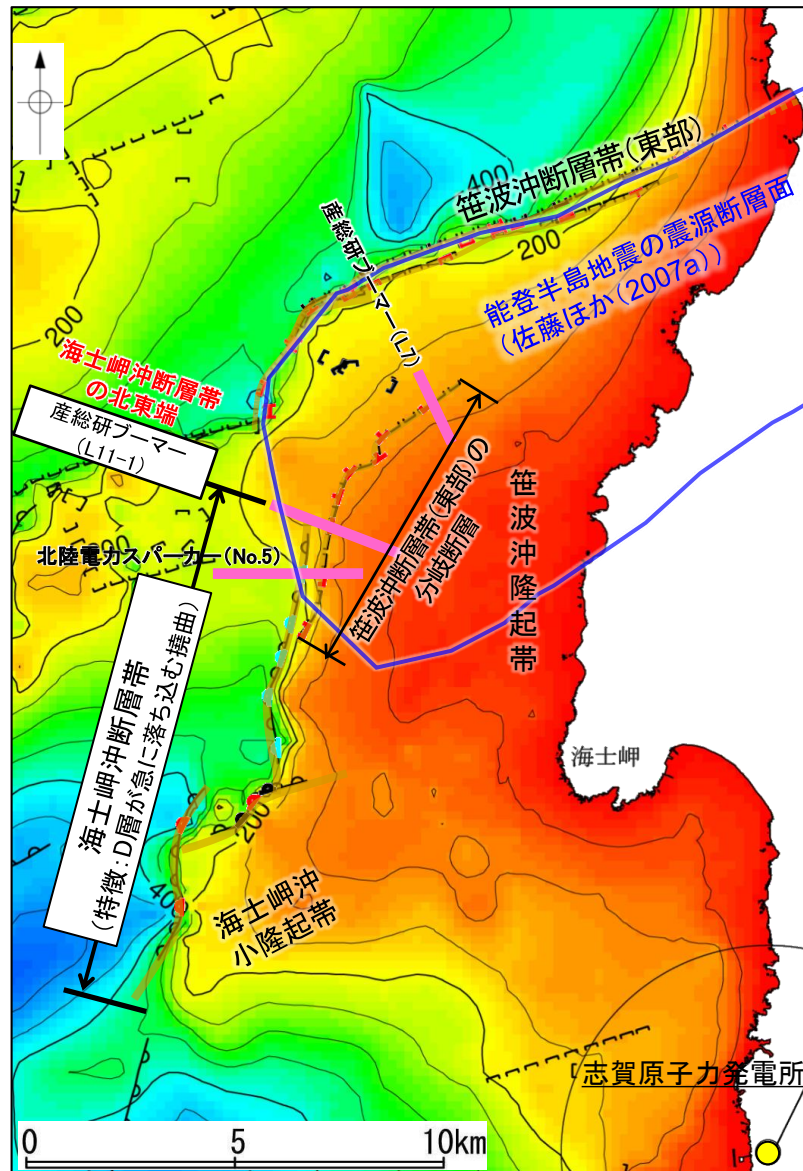 400
笹波沖断層帯(東部)
産総研ブーマー(L7)
200
能登半島地震の震源断層面
(佐藤ほか(2007a))
200
海士岬沖断層帯
の北東端
産総研ブーマー
(L11-1)
北陸電力スパーカー(No.5)
笹波沖断層帯(東部)の
分岐断層
笹波沖隆起帯
海士岬沖断層帯
(特徴:D層が急に落ち込む撓曲)
海士岬
200
海士岬沖
小隆起帯
志賀原子力発電所
0 5 10km